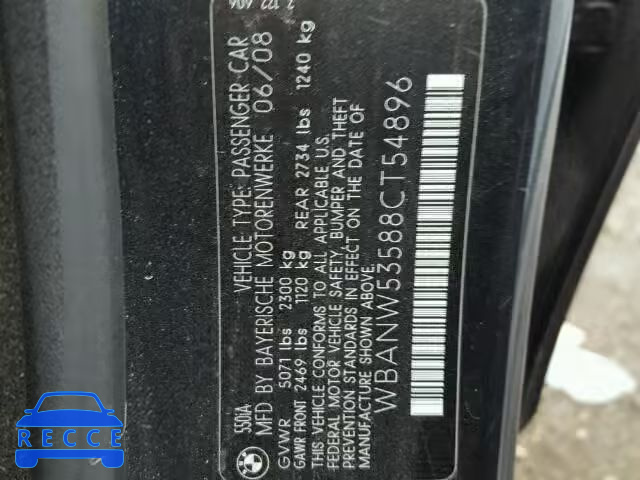 550IA
VEHICLE TYPE: PASSENGER CAR
MFD BY BAYERISCHE MOTORENWERKE 06/08
GVWR 5071 lbs 2300 kg
GAWR FRONT 2469 lbs 1120 kg REAR 2734 lbs 1240 kg
THIS VEHICLE CONFORMS TO ALL APPLICABLE U.S.
FEDERAL MOTOR VEHICLE SAFETY, BUMPER AND THEFT
PREVENTION STANDARDS IN EFFECT ON THE DATE OF
MANUFACTURE SHOWN ABOVE.
WBANW53588CT54896
BMW
RECCE